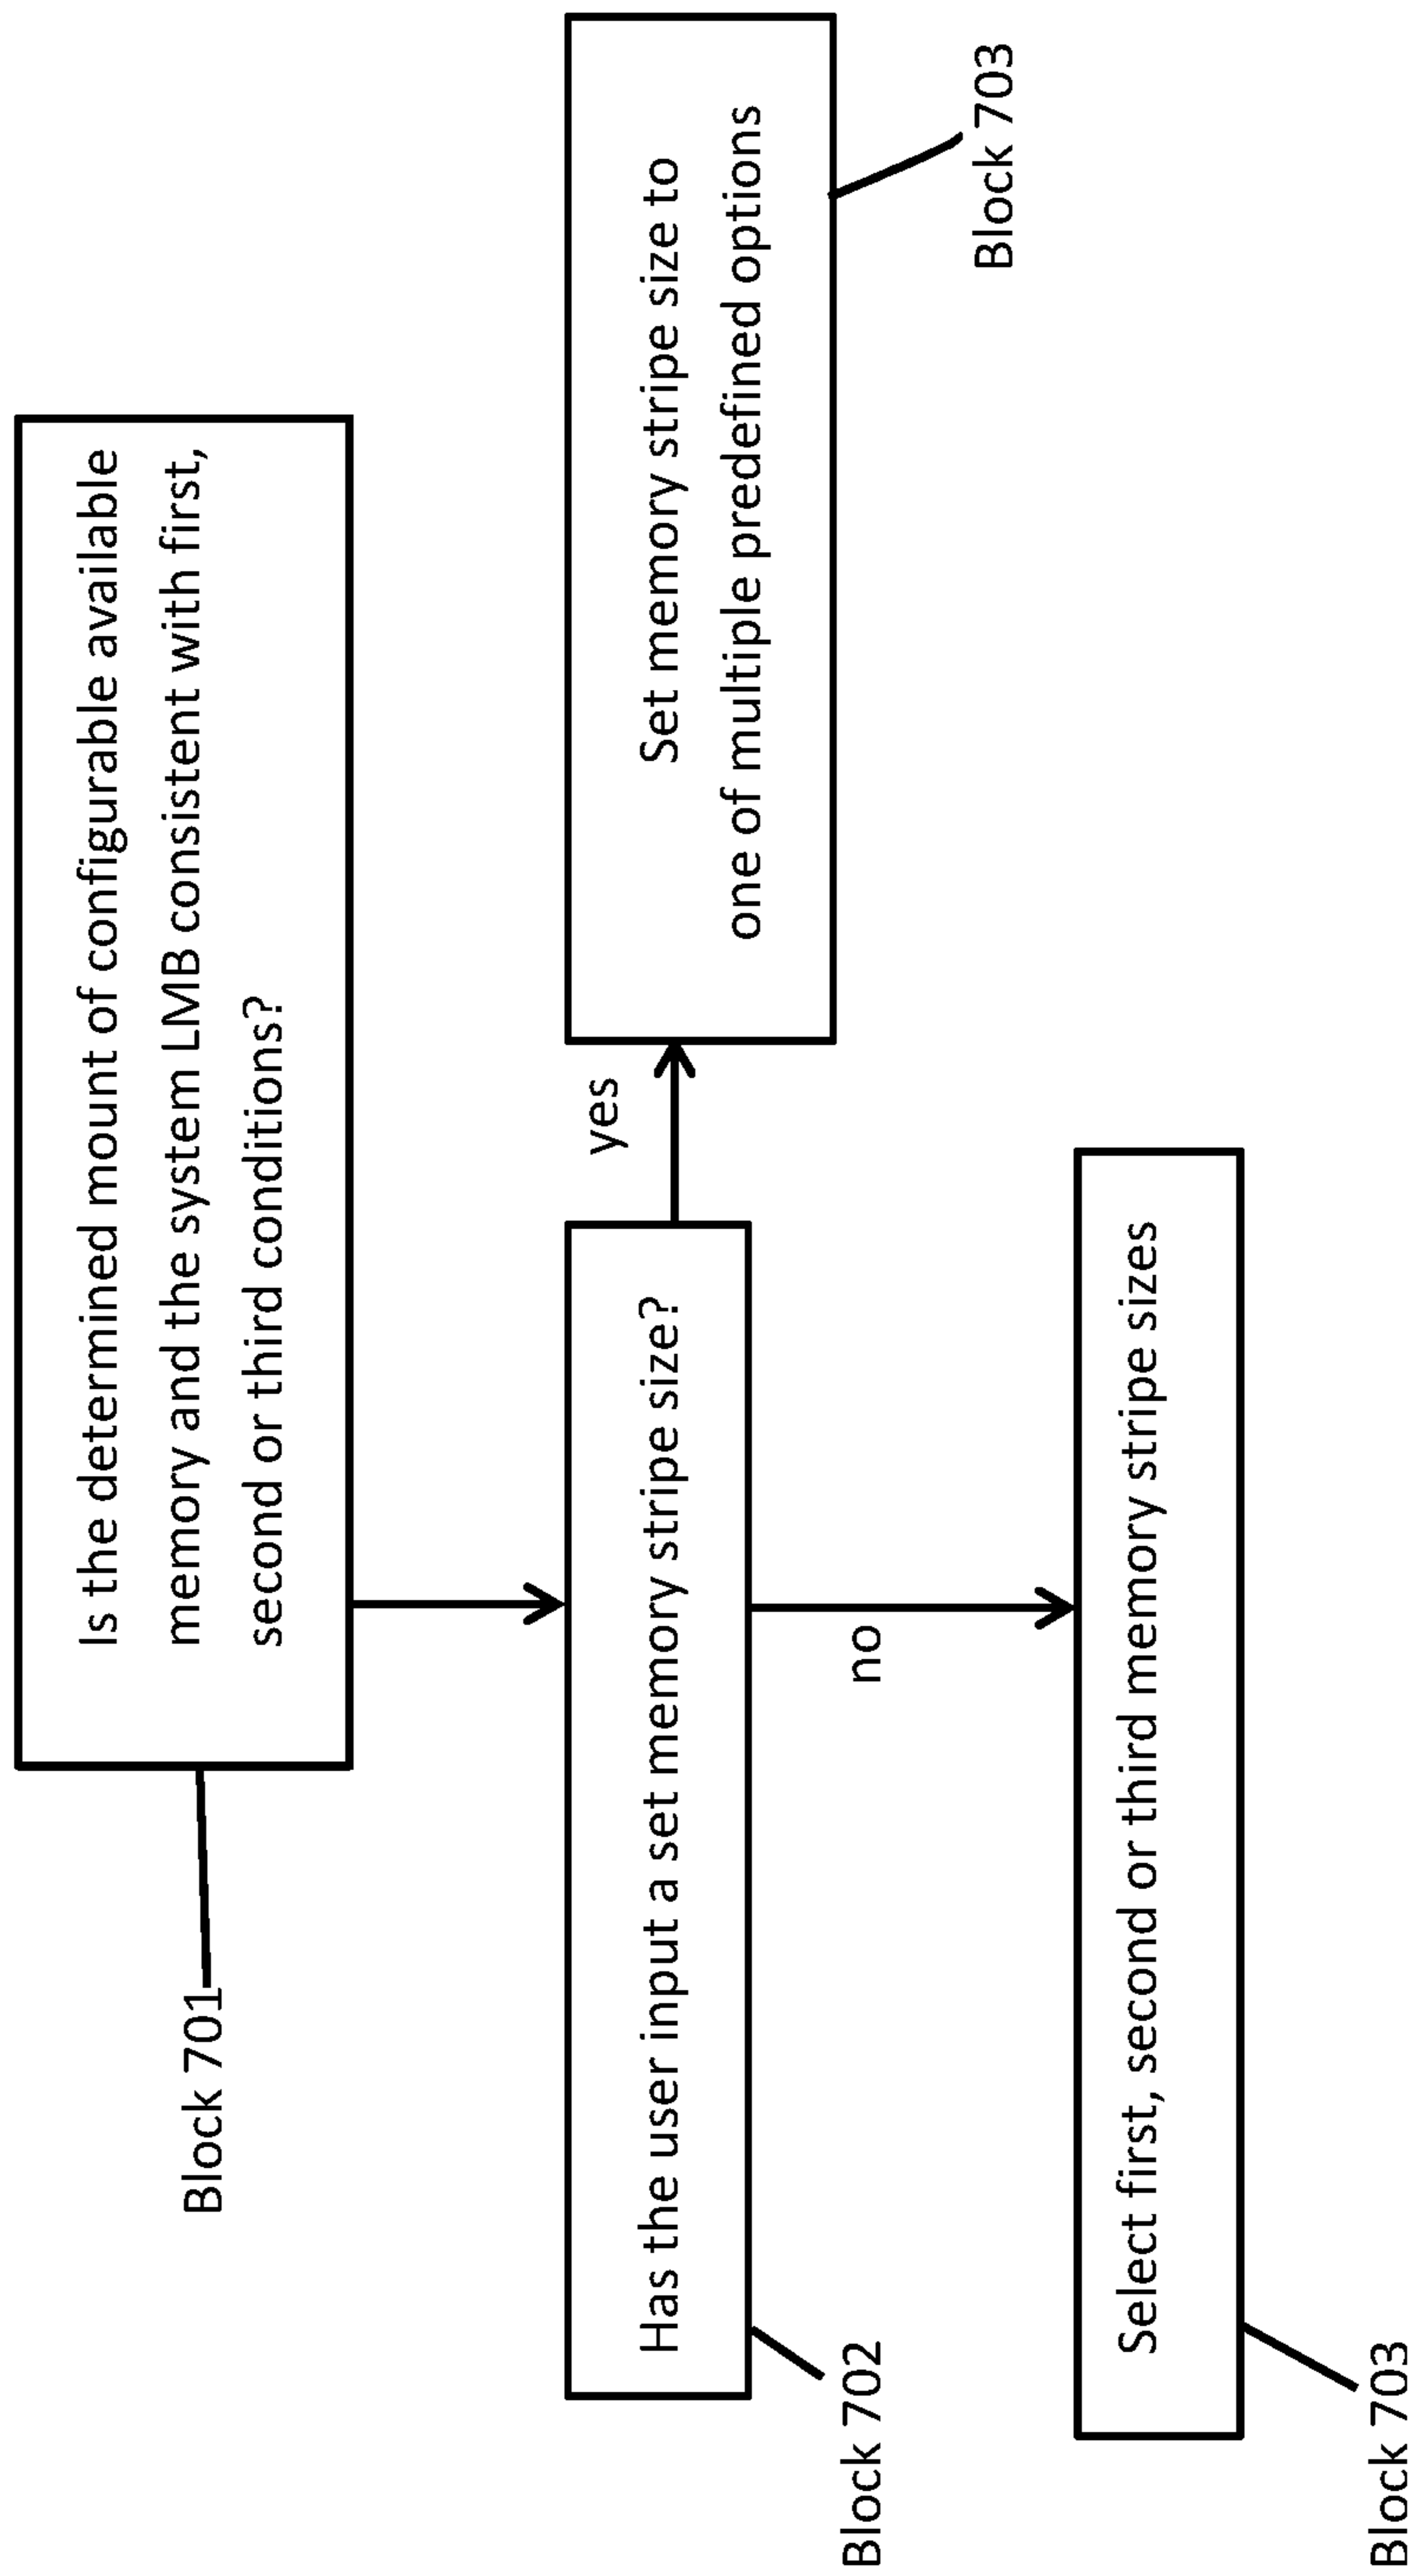 Block 701
Is the determined mount of configurable available
memory and the system LMB consistent with first,
second or third conditions?
Block 702
Has the user input a set memory stripe size?
yes
Set memory stripe size to
one of multiple predefined options
Block 703
no
Select first, second or third memory stripe sizes
Block 703